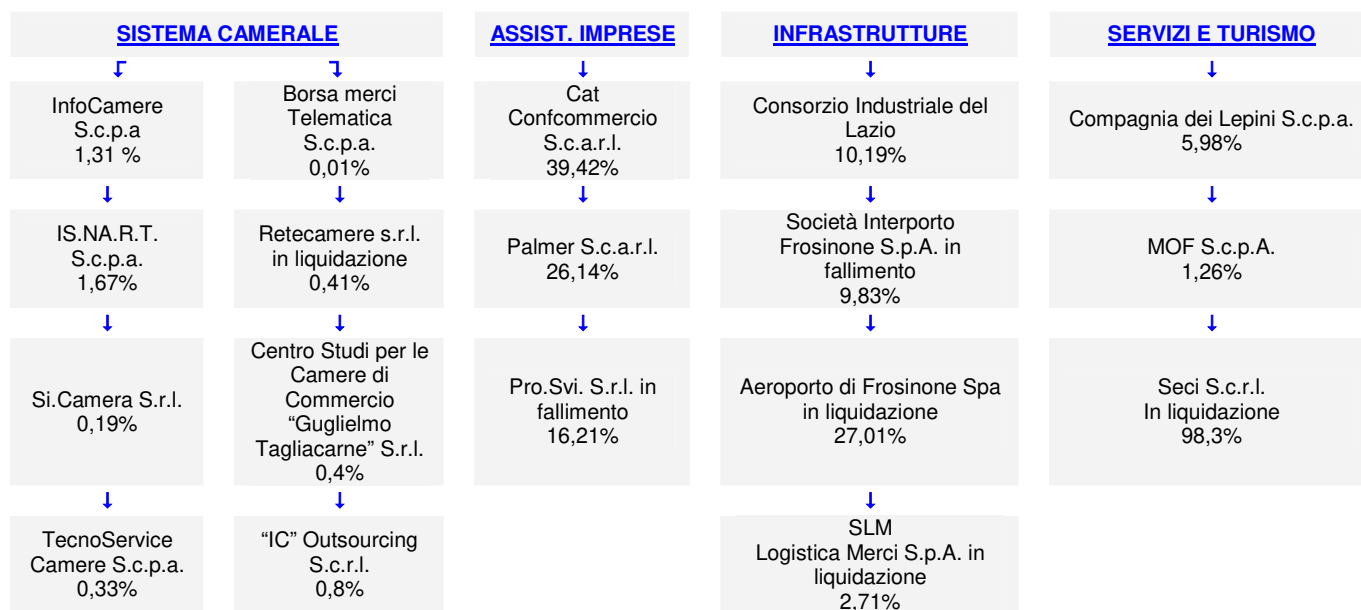 SISTEMA CAMERALE
InfoCamere
S.c.p.a
1,31 %
IS.NA.R.T.
S.c.p.a.
1,67%
Si.Camera S.r.l.
0,19%
TecnoService
Camere S.c.p.a.
0,33%
Borsa merci
Telematica
S.c.p.a.
0,01%
Retecamere s.r.l.
in liquidazione
0,41%
Centro Studi per le
Camere di
Commercio
“Guglielmo
Tagliacarne” S.r.l.
0,4%
“IC” Outsourcing
S.c.r.l.
0,8%
ASSIST. IMPRESE
Cat
Confcommercio
S.c.a.r.l.
39,42%
Palmer S.c.a.r.l.
26,14%
Pro.Svi. S.r.l. in
fallimento
16,21%
INFRASTRUTTURE
Consorzio Industriale del
Lazio
10,19%
Società Interporto
Frosinone S.p.A. in
fallimento
9,83%
Aeroporto di Frosinone Spa
in liquidazione
27,01%
SLM
Logistica Merci S.p.A. in
liquidazione
2,71%
SERVIZI E TURISMO
Compagnia dei Lepini S.c.p.a.
5,98%
MOF S.c.p.A.
1,26%
Seci S.c.r.l.
In liquidazione
98,3%